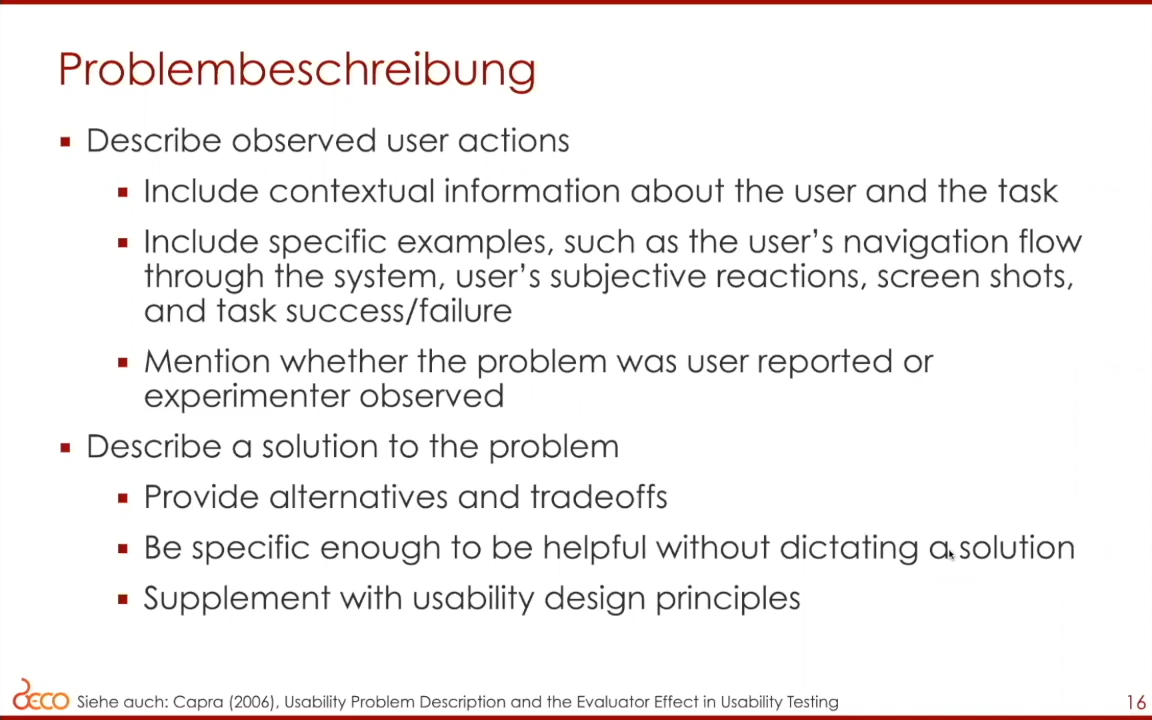 Problembeschreibung
▪ Describe observed user actions
▪ Include contextual information about the user and the task
▪ Include specific examples, such as the user’s navigation flow
through the system, user’s subjective reactions, screen shots,
and task success/failure
▪ Mention whether the problem was user reported or
experimenter observed
▪ Describe a solution to the problem
▪ Provide alternatives and tradeoffs
▪ Be specific enough to be helpful without dictating a solution
▪ Supplement with usability design principles
DECO Siehe auch: Capra (2006), Usability Problem Description and the Evaluator Effect in Usability Testing 16